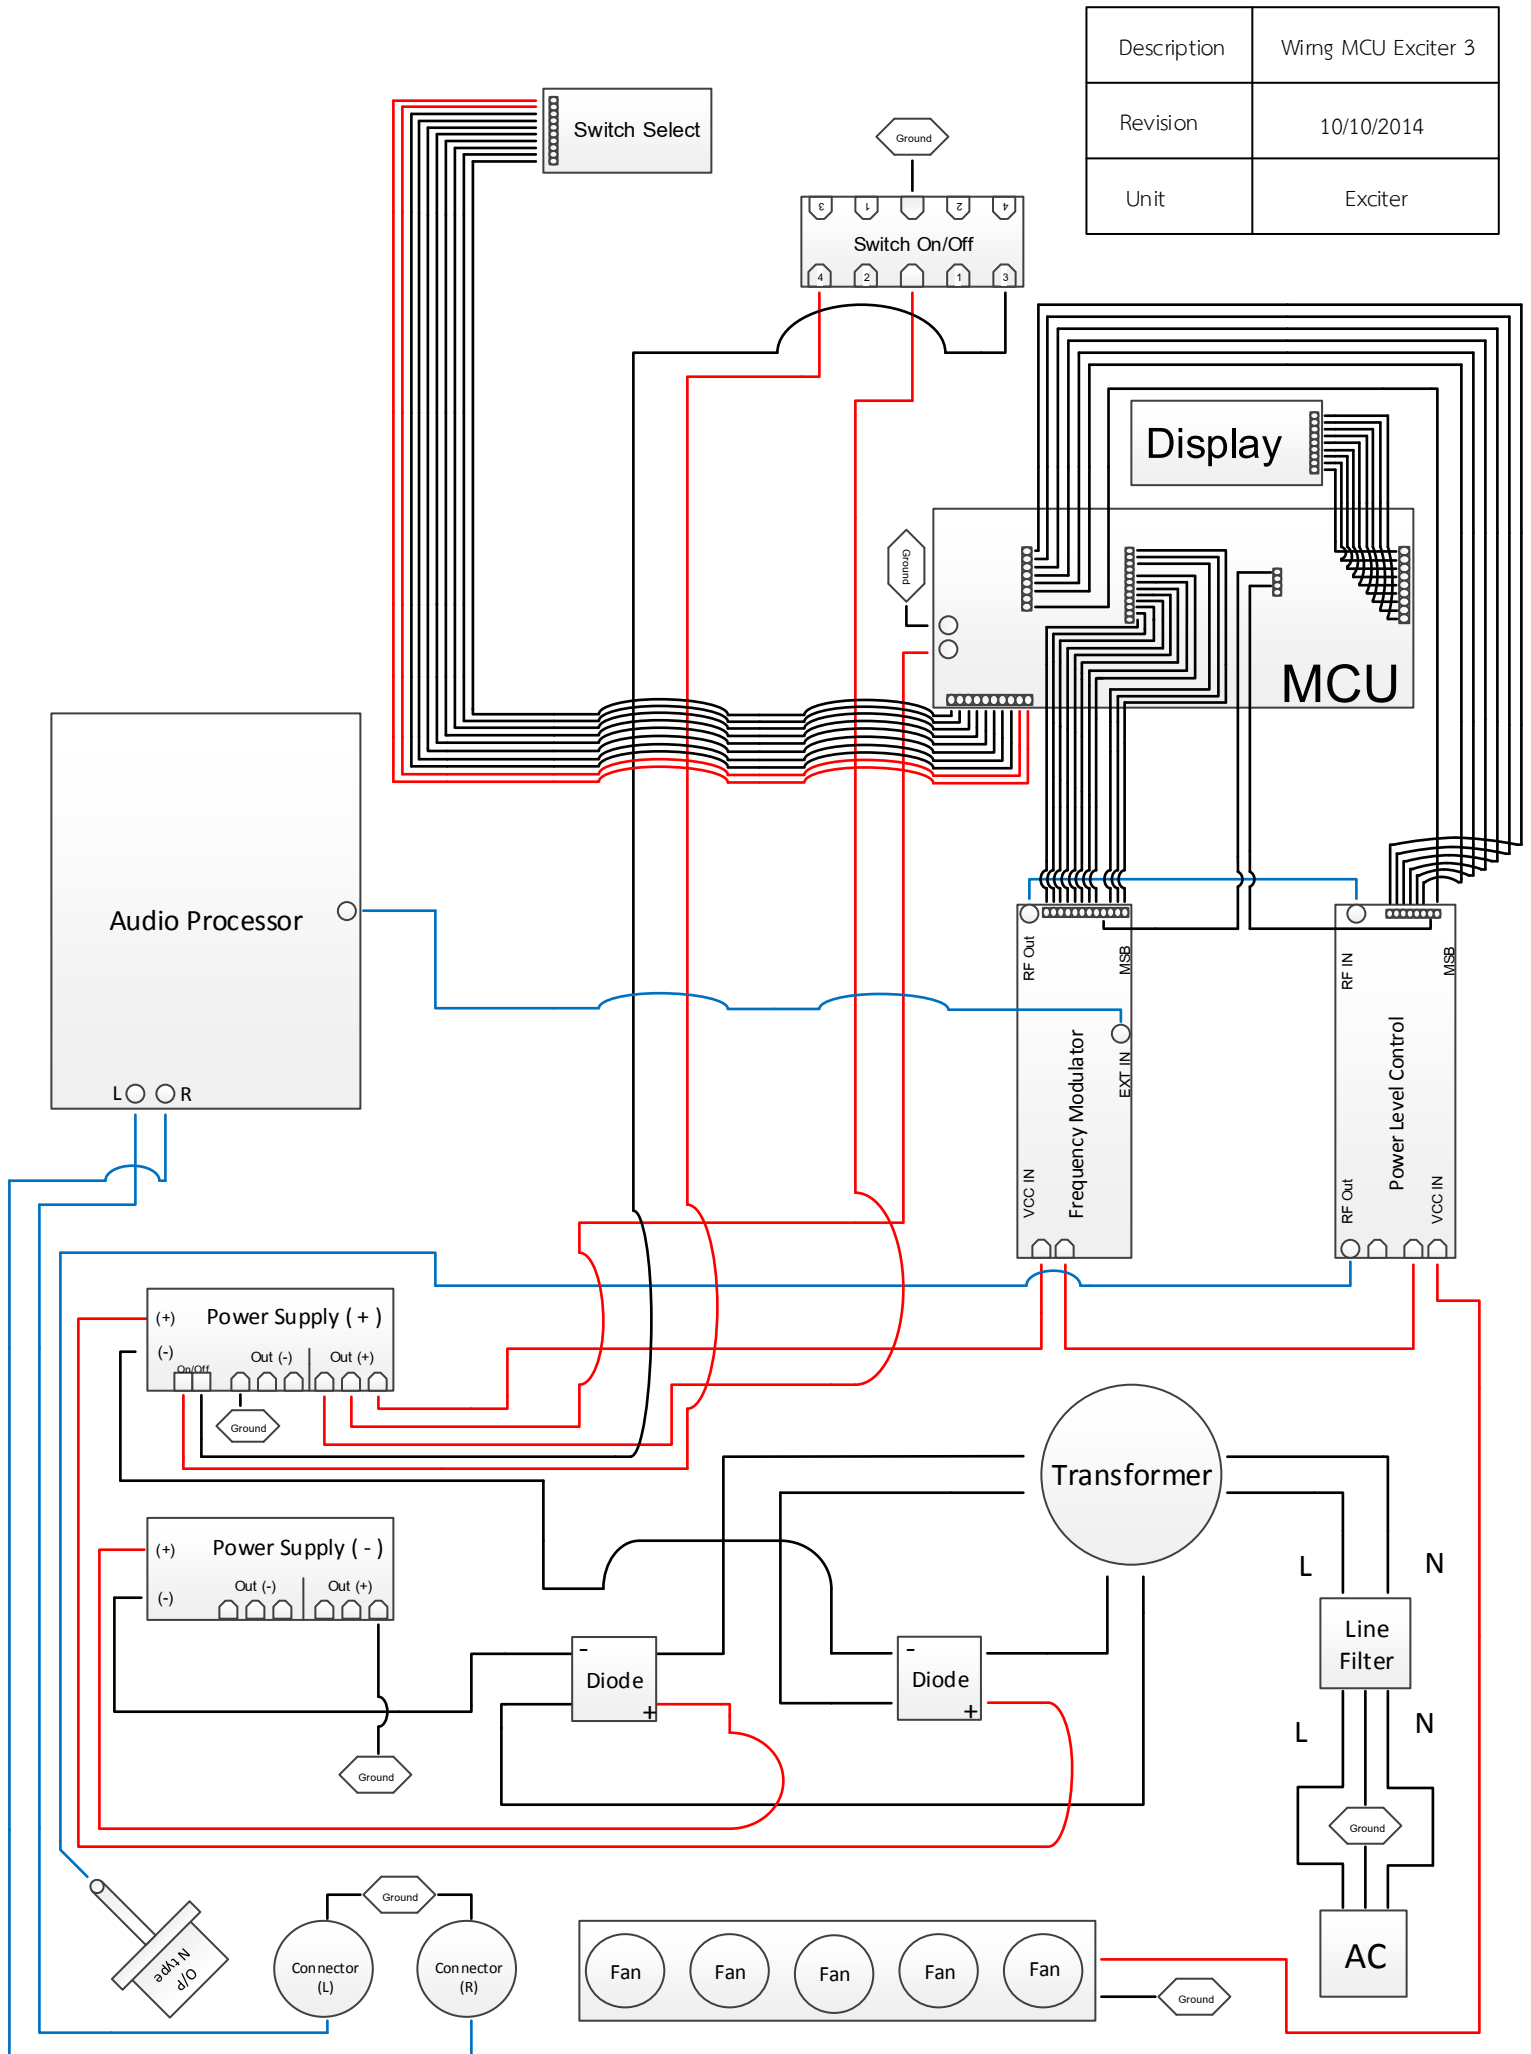 Description Wirng MCU Exciter 3
Revision 10/10/2014
Unit Exciter
Switch Select
Ground
3 1 2 4
Switch On/Off
4 2 1 3
Display
Ground
MCU
Audio Processor
L R
RF Out
MSB
EXT IN
Frequency Modulator
VCC IN
RF IN
MSB
Power Level Control
RF Out
VCC IN
(+) Power Supply ( + )
(-)
On/Off Out (-) Out (+)
Ground
Transformer
(+) Power Supply ( - )
(-) Out (-) Out (+)
L N
Line
Filter
-
Diode
+
-
Diode
+
L N
Ground
Ground
AC
O/P
N type
Ground
Connector
(L)
Connector
(R)
Fan Fan Fan Fan Fan
Ground